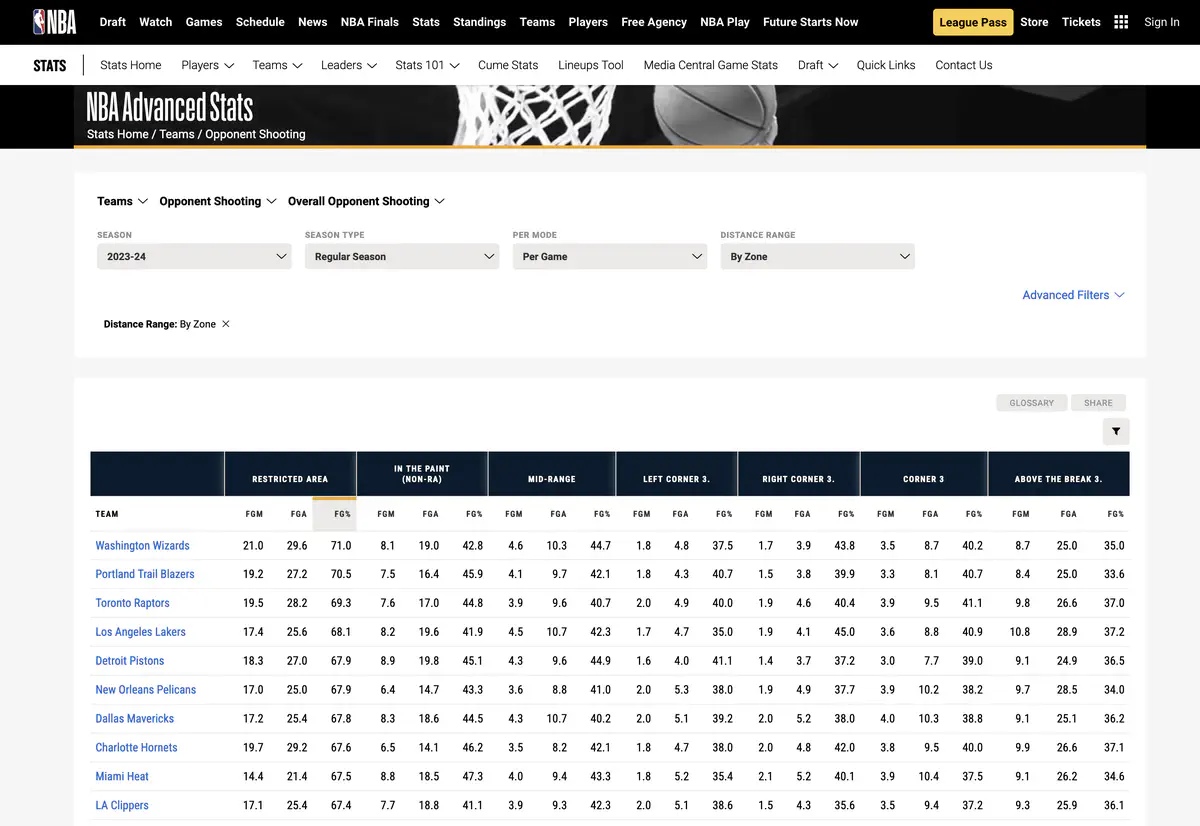 NBA Draft Watch Games Schedule News NBA Finals Stats Standings Teams Players Free Agency NBA Play Future Starts Now League Pass Store Tickets Sign In
STATS Stats Home Players Teams Leaders Stats 101 Cume Stats Lineups Tool Media Central Game Stats Draft Quick Links Contact Us
NBA Advanced Stats
Stats Home / Teams / Opponent Shooting
Teams Opponent Shooting Overall Opponent Shooting
SEASON SEASON TYPE PER MODE DISTANCE RANGE
2023-24 Regular Season Per Game By Zone
Advanced Filters
Distance Range: By Zone ×
GLOSSARY SHARE
RESTRICTED AREA IN THE PAINT (NON-RA) MID-RANGE LEFT CORNER 3. RIGHT CORNER 3. CORNER 3 ABOVE THE BREAK 3.
TEAM FGM FGA FG% FGM FGA FG% FGM FGA FG% FGM FGA FG% FGM FGA FG% FGM FGA FG% FGM FGA FG%
Washington Wizards 21.0 29.6 71.0 8.1 19.0 42.8 4.6 10.3 44.7 1.8 4.8 37.5 1.7 3.9 43.8 3.5 8.7 40.2 8.7 25.0 35.0
Portland Trail Blazers 19.2 27.2 70.5 7.5 16.4 45.9 4.1 9.7 42.1 1.8 4.3 40.7 1.5 3.8 39.9 3.3 8.1 40.7 8.4 25.0 33.6
Toronto Raptors 19.5 28.2 69.3 7.6 17.0 44.8 3.9 9.6 40.7 2.0 4.9 40.0 1.9 4.6 40.4 3.9 9.5 41.1 9.8 26.6 37.0
Los Angeles Lakers 17.4 25.6 68.1 8.2 19.6 41.9 4.5 10.7 42.3 1.7 4.7 35.0 1.9 4.1 45.0 3.6 8.8 40.9 10.8 28.9 37.2
Detroit Pistons 18.3 27.0 67.9 8.9 19.8 45.1 4.3 9.6 44.9 1.6 4.0 41.1 1.4 3.7 37.2 3.0 7.7 39.0 9.1 24.9 36.5
New Orleans Pelicans 17.0 25.0 67.9 6.4 14.7 43.3 3.6 8.8 41.0 2.0 5.3 38.0 1.9 4.9 37.7 3.9 10.2 38.2 9.7 28.5 34.0
Dallas Mavericks 17.2 25.4 67.8 8.3 18.6 44.5 4.3 10.7 40.2 2.0 5.1 39.2 2.0 5.2 38.0 4.0 10.3 38.8 9.1 25.1 36.2
Charlotte Hornets 19.7 29.2 67.6 6.5 14.1 46.2 3.5 8.2 42.1 1.8 4.7 38.0 2.0 4.8 42.0 3.8 9.5 40.0 9.9 26.6 37.1
Miami Heat 14.4 21.4 67.5 8.8 18.5 47.3 4.0 9.4 43.3 1.8 5.2 35.4 2.1 5.2 40.1 3.9 10.4 37.5 9.1 26.2 34.6
LA Clippers 17.1 25.4 67.4 7.7 18.8 41.1 3.9 9.3 42.3 2.0 5.1 38.6 1.5 4.3 35.6 3.5 9.4 37.2 9.3 25.9 36.1